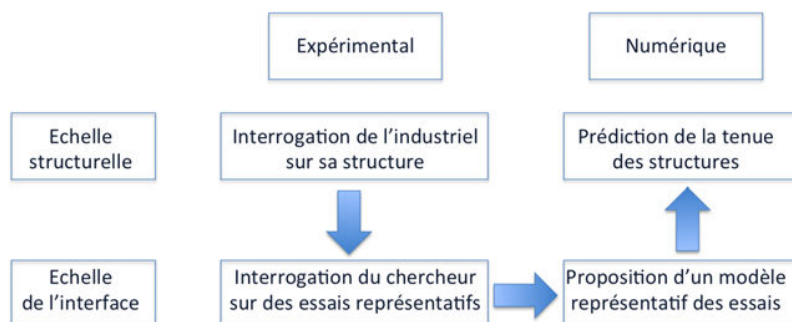 Expérimental
Numérique
Echelle
structurelle
Interrogation de l'industriel
sur sa structure
Prédiction de la tenue
des structures
Echelle
de l'interface
Interrogation du chercheur
sur des essais représentatifs
Proposition d'un modèle
représentatif des essais